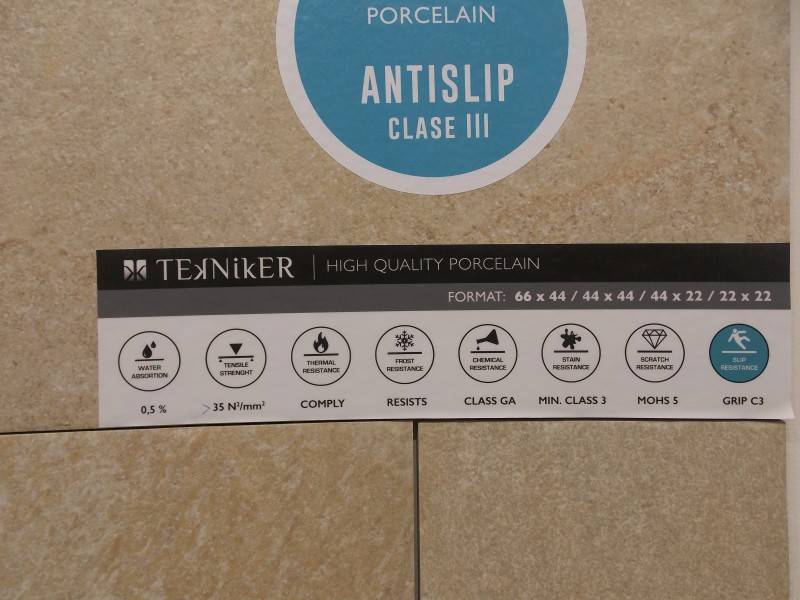 PORCELAIN
ANTISLIP
CLASE III
TEKNiKER | HIGH QUALITY PORCELAIN
FORMAT: 66 x 44 / 44 x 44 / 44 x 22 / 22 x 22
WATER ABSORTION
0,5 %
TENSILE STRENGHT
>35 N²/mm²
THERMAL RESISTANCE
COMPLY
FROST RESISTANCE
RESISTS
CHEMICAL RESISTANCE
CLASS GA
STAIN RESISTANCE
MIN. CLASS 3
SCRATCH RESISTANCE
MOHS 5
SLIP RESISTANCE
GRIP C3